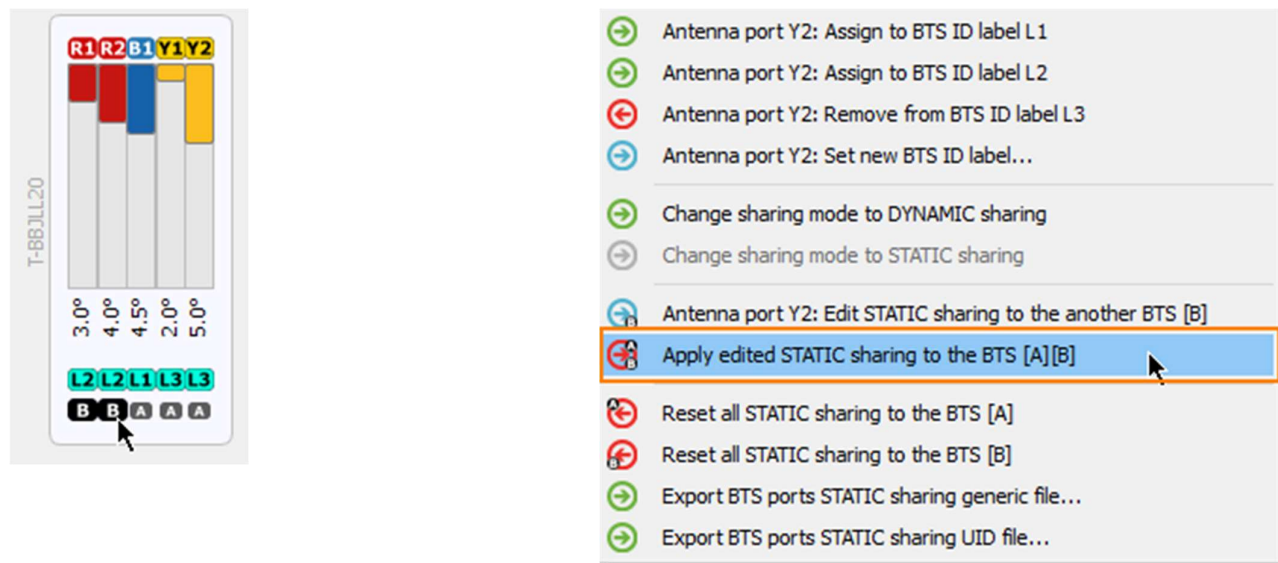 R1 R2 B1 Y1 Y2
T-BBJLL20
3.0° 4.0° 4.5° 2.0° 5.0°
L2 L2 L1 L3 L3
B B A A A
Antenna port Y2: Assign to BTS ID label L1
Antenna port Y2: Assign to BTS ID label L2
Antenna port Y2: Remove from BTS ID label L3
Antenna port Y2: Set new BTS ID label...
Change sharing mode to DYNAMIC sharing
Change sharing mode to STATIC sharing
B Antenna port Y2: Edit STATIC sharing to the another BTS [B]
A B Apply edited STATIC sharing to the BTS [A][B]
A Reset all STATIC sharing to the BTS [A]
B Reset all STATIC sharing to the BTS [B]
Export BTS ports STATIC sharing generic file...
Export BTS ports STATIC sharing UID file...